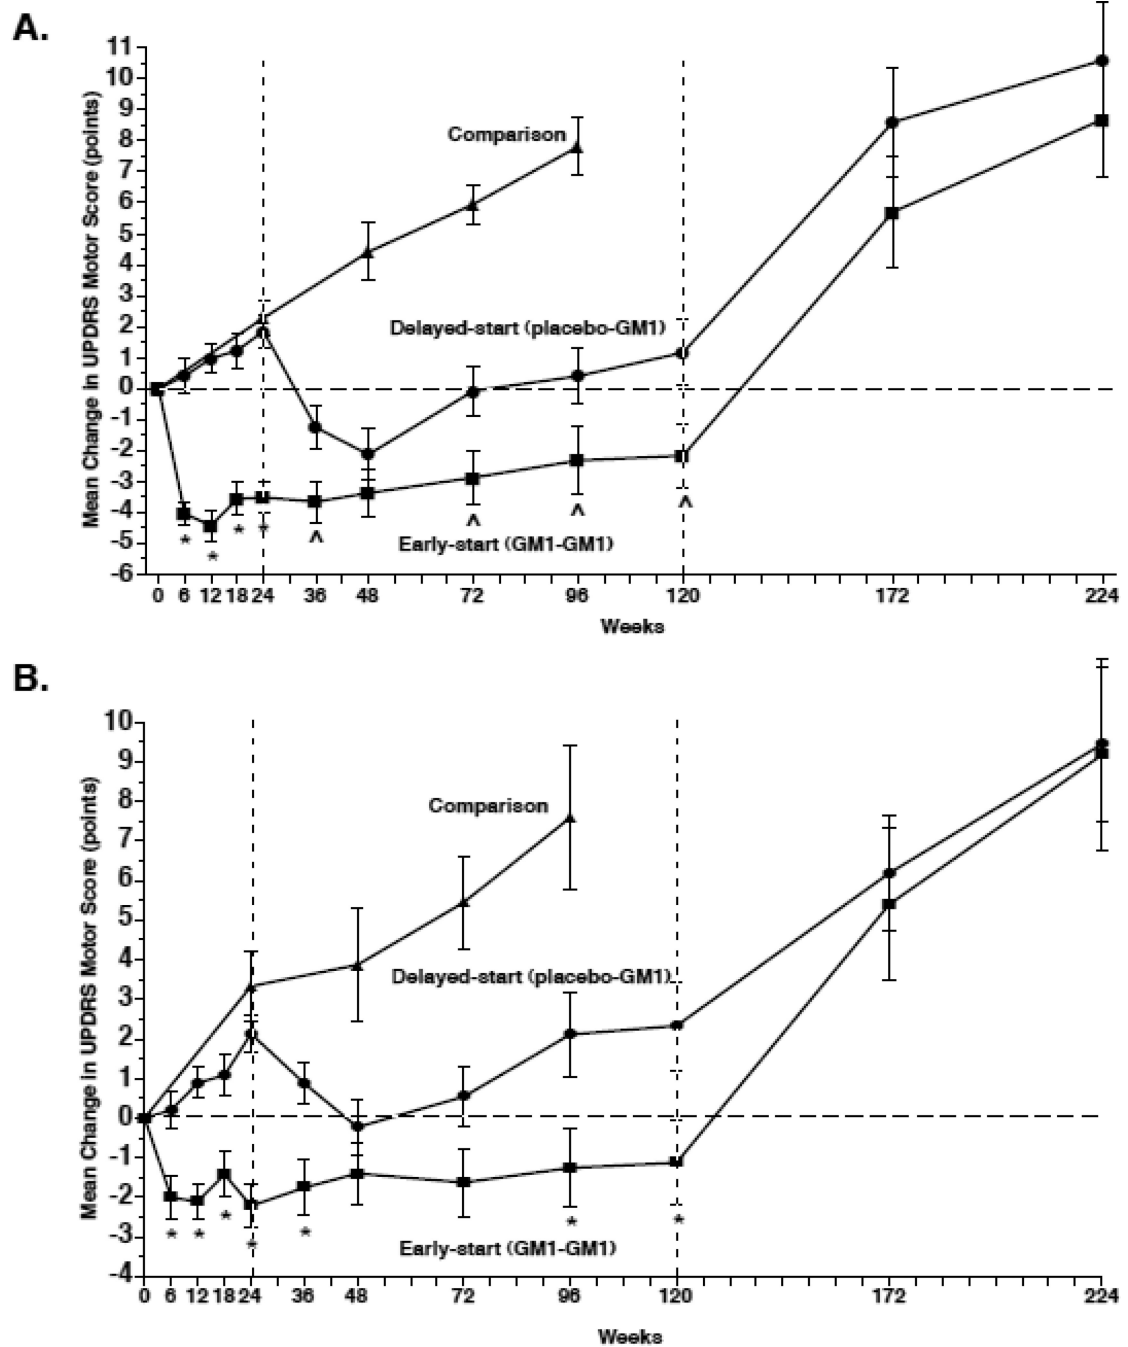 A.
Mean Change in UPDRS Motor Score (points)
11
10
9
8
7
6
5
4
3
2
1
0
-1
-2
-3
-4
-5
-6
Comparison
Delayed-start (placebo-GM1)
* * * * ^ ^ ^ ^
Early-start (GM1-GM1)
0 6 12 18 24 36 48 72 96 120 172 224
Weeks
B.
Mean Change in UPDRS Motor Score (points)
10
9
8
7
6
5
4
3
2
1
0
-1
-2
-3
-4
Comparison
Delayed-start (placebo-GM1)
* * * * * * *
Early-start (GM1-GM1)
0 6 12 18 24 36 48 72 96 120 172 224
Weeks